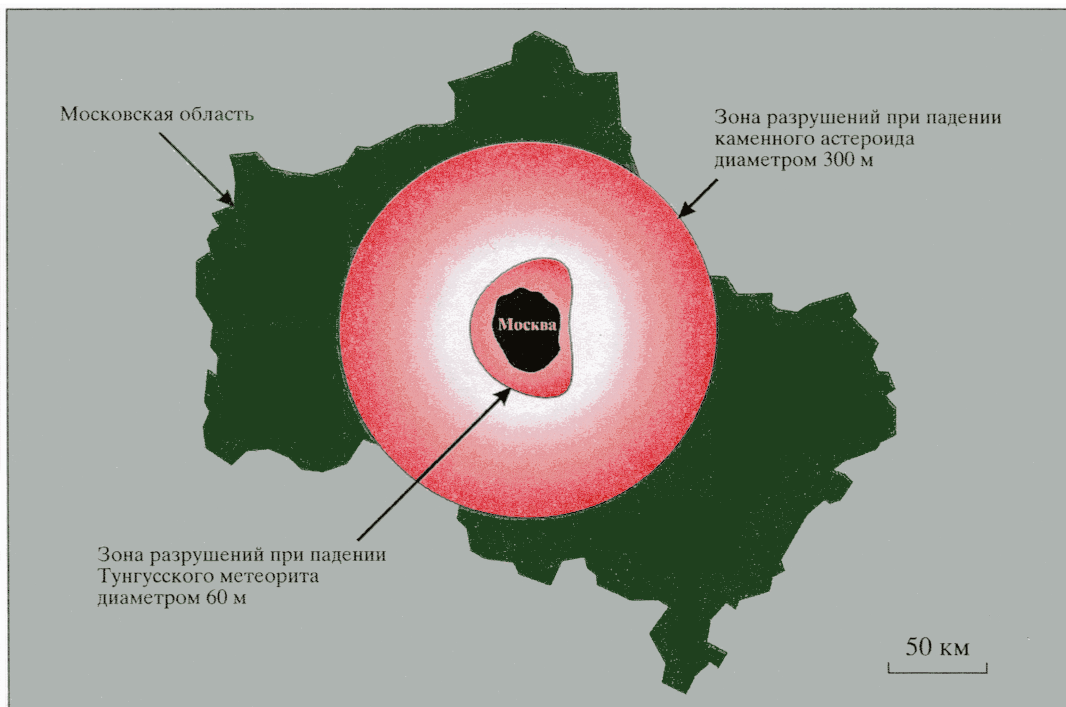 Московская область
Зона разрушений при падении
каменного астероида
диаметром 300 м
Москва
Зона разрушений при падении
Тунгусского метеорита
диаметром 60 м
50 км